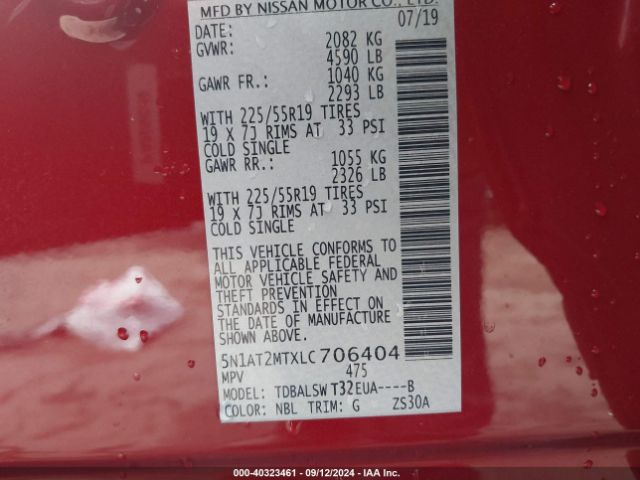 MFD BY NISSAN MOTOR CO., LTD.
DATE: 07/19
GVWR: 2082 KG
4590 LB
GAWR FR.: 1040 KG
2293 LB
WITH 225/55R19 TIRES
19 X 7J RIMS AT 33 PSI
COLD SINGLE
GAWR RR.: 1055 KG
2326 LB
WITH 225/55R19 TIRES
19 X 7J RIMS AT 33 PSI
COLD SINGLE
THIS VEHICLE CONFORMS TO
ALL APPLICABLE FEDERAL
MOTOR VEHICLE SAFETY AND
THEFT PREVENTION
STANDARDS IN EFFECT ON
THE DATE OF MANUFACTURE
SHOWN ABOVE.
5N1AT2MTXLC706404
MPV 475
MODEL: TDBALSW T32EUA----B
COLOR: NBL TRIM: G ZS30A
000-40323461 - 09/12/2024 - IAA Inc.